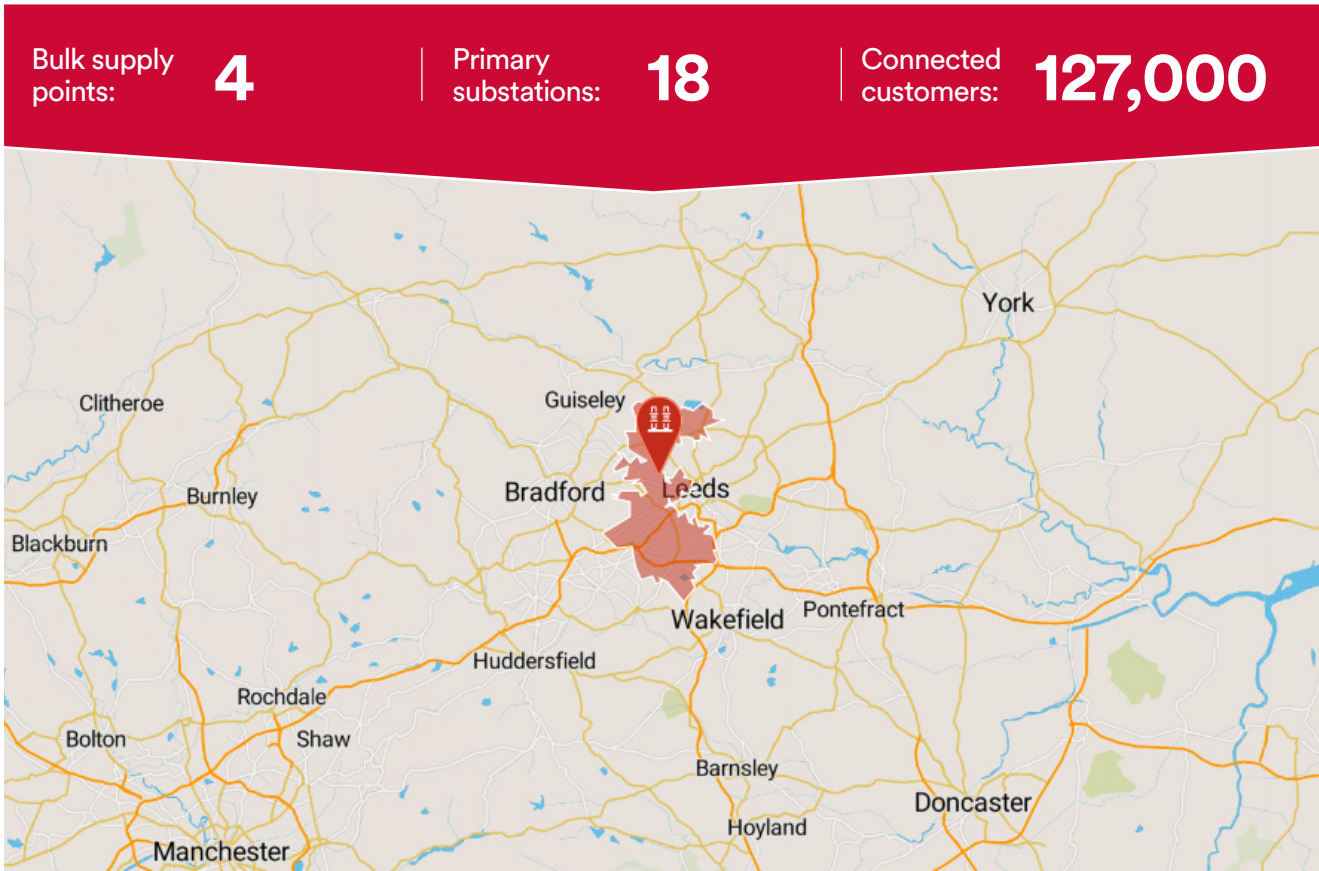 Bulk supply
points:
4
Primary
substations:
18
Connected
customers:
127,000
York
Guiseley
Clitheroe
Bradford
Leeds
Burnley
Blackburn
Pontefract
Wakefield
Huddersfield
Rochdale
Bolton
Shaw
Barnsley
Doncaster
Hoyland
Manchester